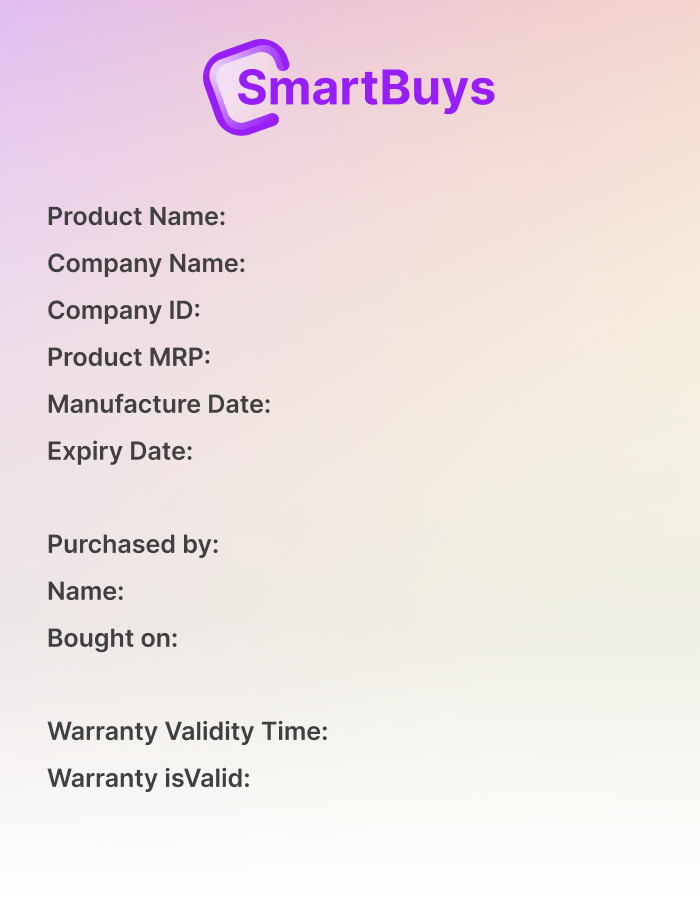 SmartBuys
Product Name:
Company Name:
Company ID:
Product MRP:
Manufacture Date:
Expiry Date:
Purchased by:
Name:
Bought on:
Warranty Validity Time:
Warranty isValid: